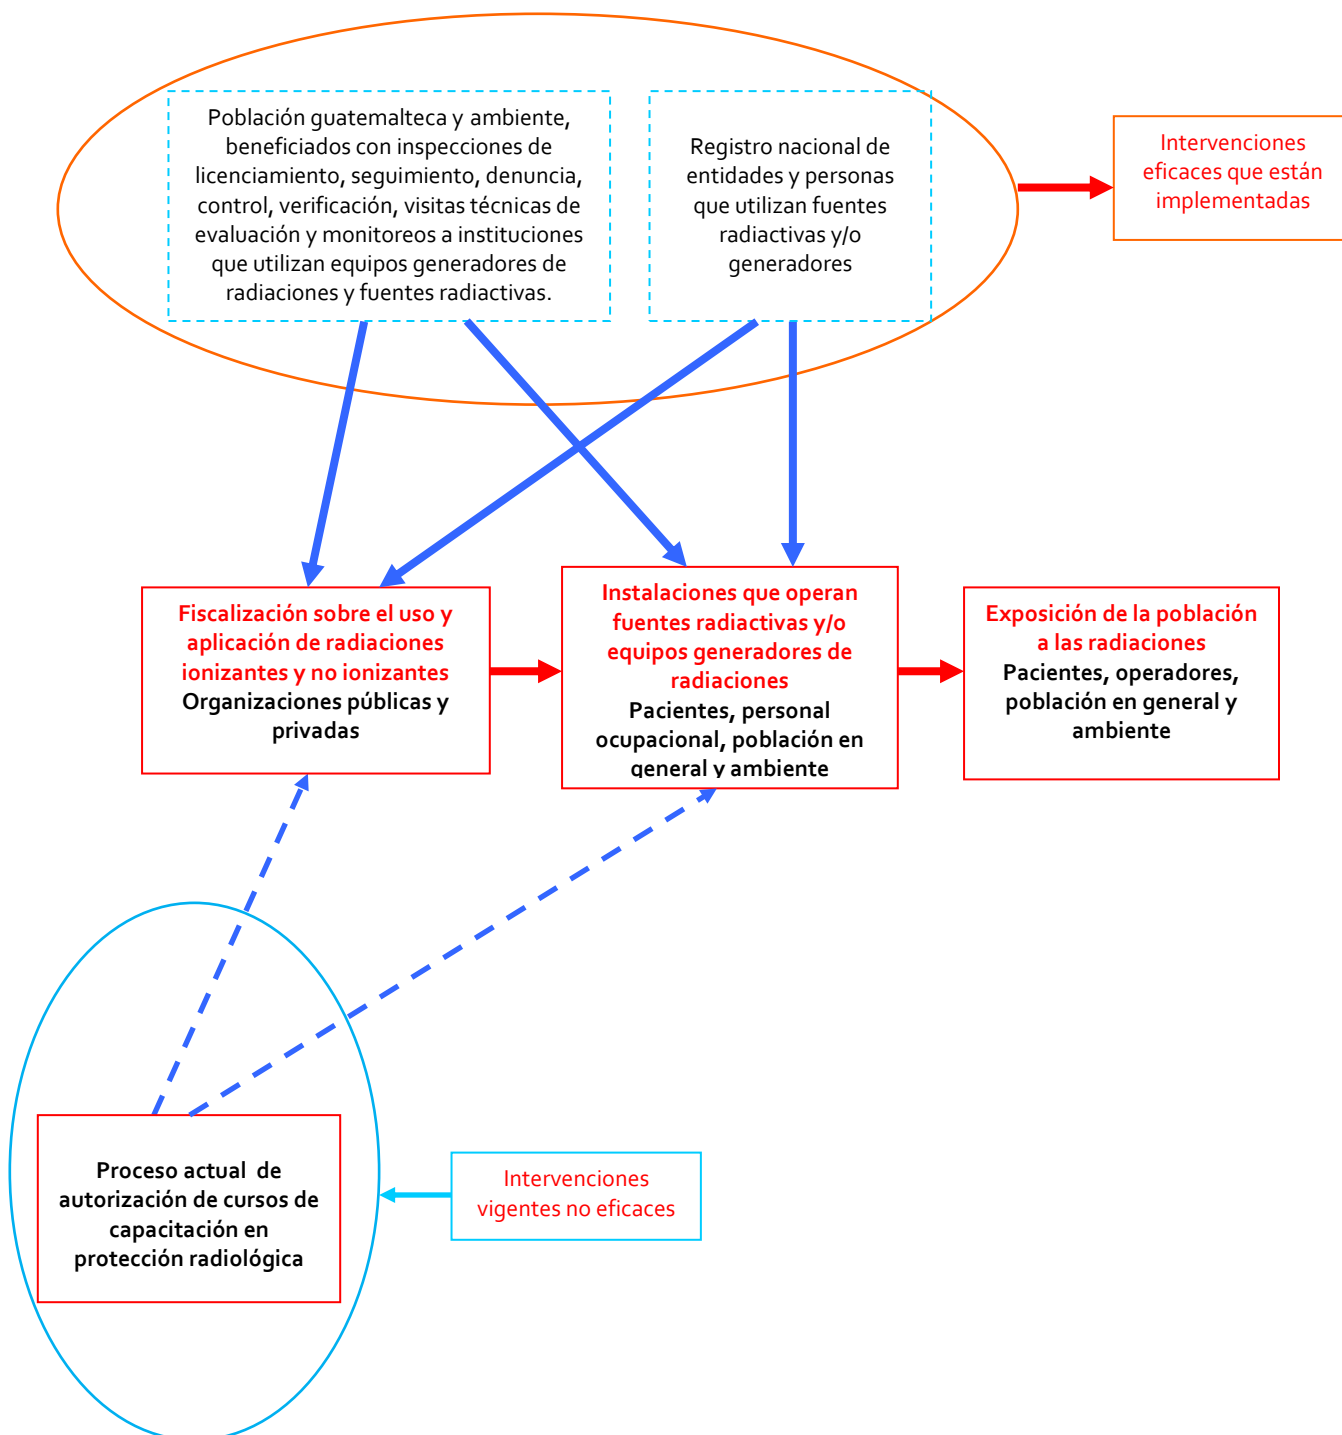 Población guatemalteca y ambiente,
beneficiados con inspecciones de
licenciamiento, seguimiento, denuncia,
control, verificación, visitas técnicas de
evaluación y monitoreos a instituciones
que utilizan equipos generadores de
radiaciones y fuentes radiactivas.
Registro nacional de
entidades y personas
que utilizan fuentes
radiactivas y/o
generadores
Intervenciones
eficaces que están
implementadas
Fiscalización sobre el uso y
aplicación de radiaciones
ionizantes y no ionizantes
Organizaciones públicas y
privadas
Instalaciones que operan
fuentes radiactivas y/o
equipos generadores de
radiaciones
Pacientes, personal
ocupacional, población en
general y ambiente
Exposición de la población
a las radiaciones
Pacientes, operadores,
población en general y
ambiente
Proceso actual de
autorización de cursos de
capacitación en
protección radiológica
Intervenciones
vigentes no eficaces